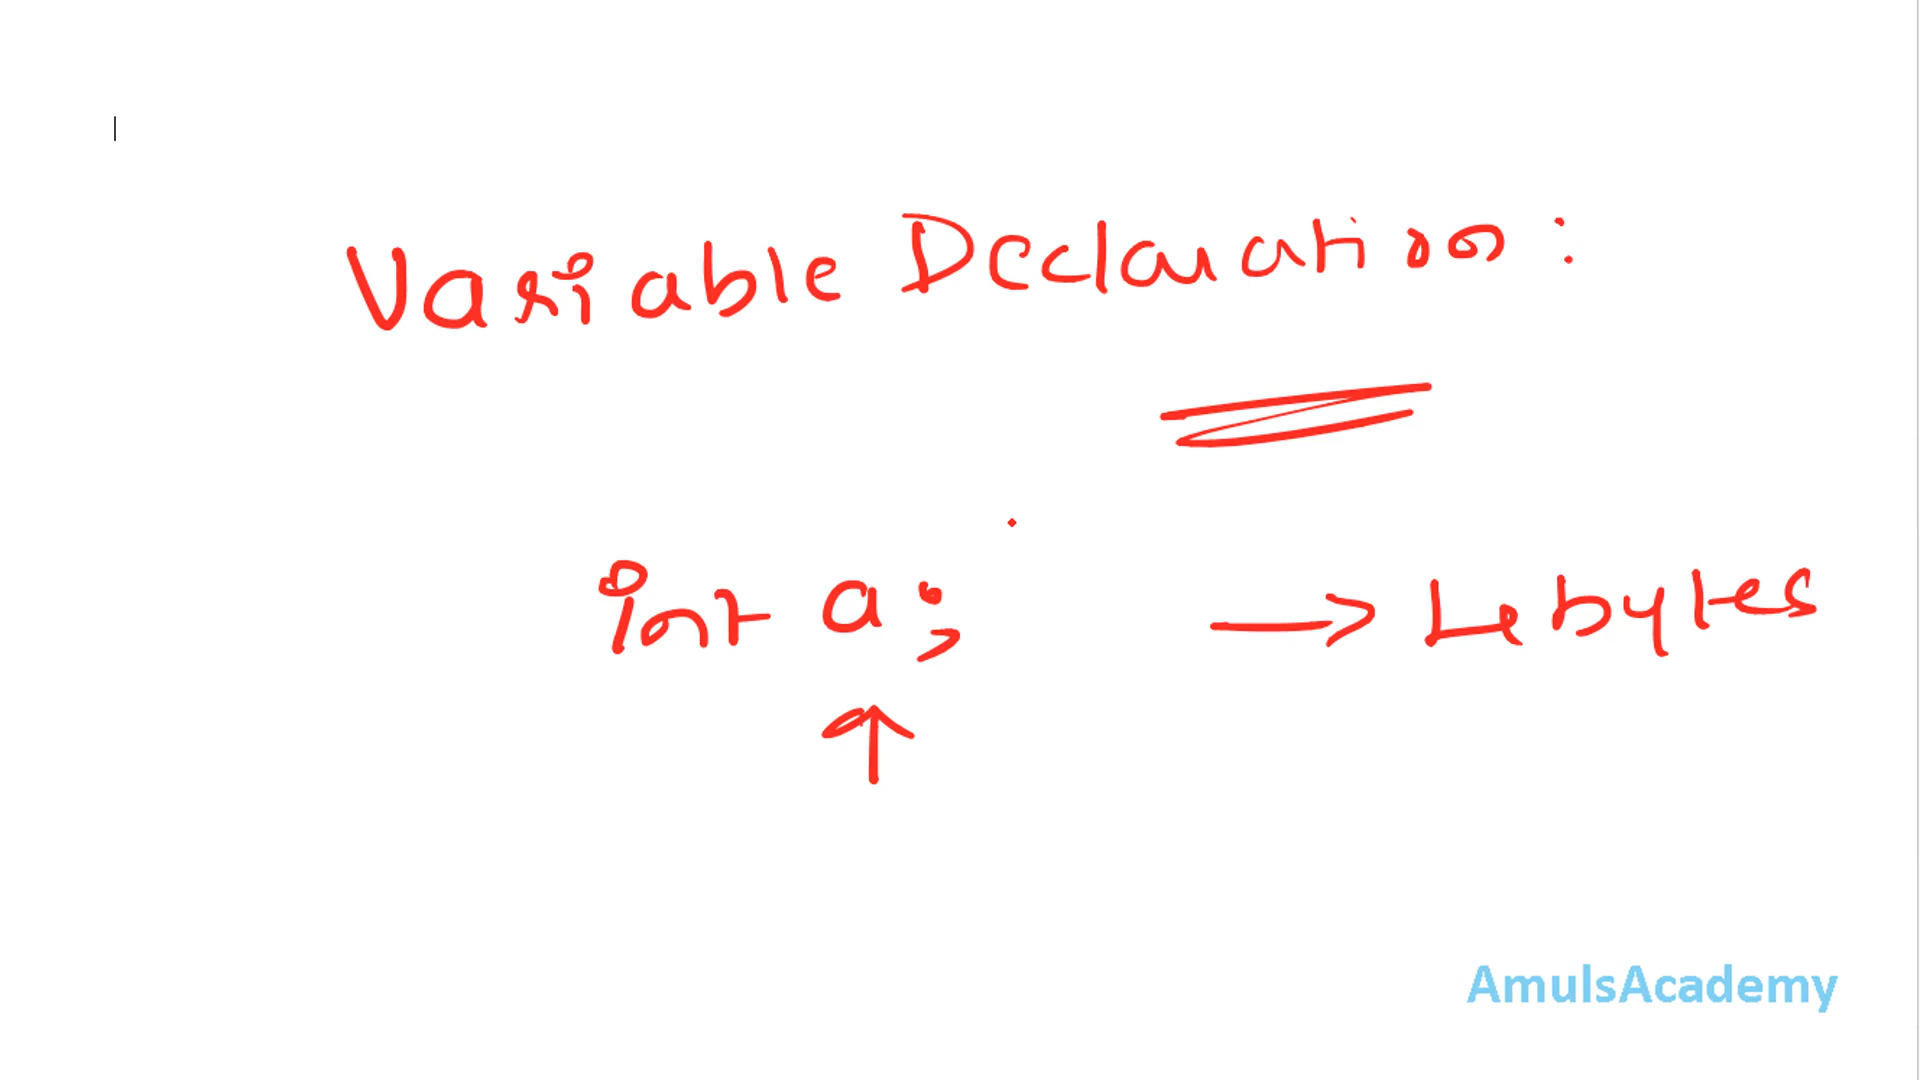 Variable Declaration:
int a; → 4 bytes
AmulsAcademy